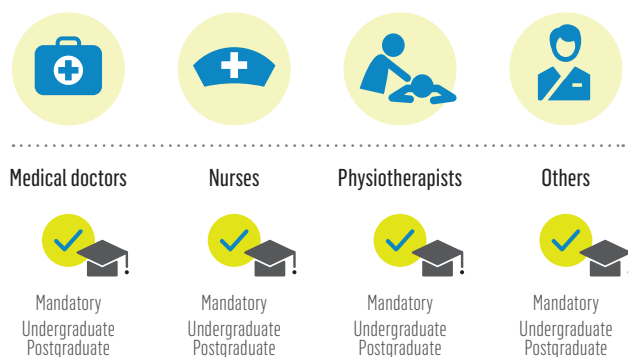 Medical doctors
Nurses
Physiotherapists
Others
Mandatory
Undergraduate
Postgraduate
Mandatory
Undergraduate
Postgraduate
Mandatory
Undergraduate
Postgraduate
Mandatory
Undergraduate
Postgraduate